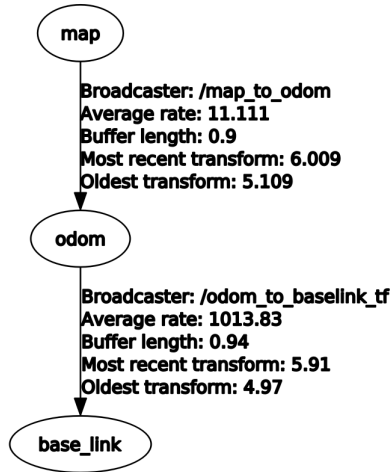 map
Broadcaster: /map_to_odom
Average rate: 11.111
Buffer length: 0.9
Most recent transform: 6.009
Oldest transform: 5.109
odom
Broadcaster: /odom_to_baselink_tf
Average rate: 1013.83
Buffer length: 0.94
Most recent transform: 5.91
Oldest transform: 4.97
base_link